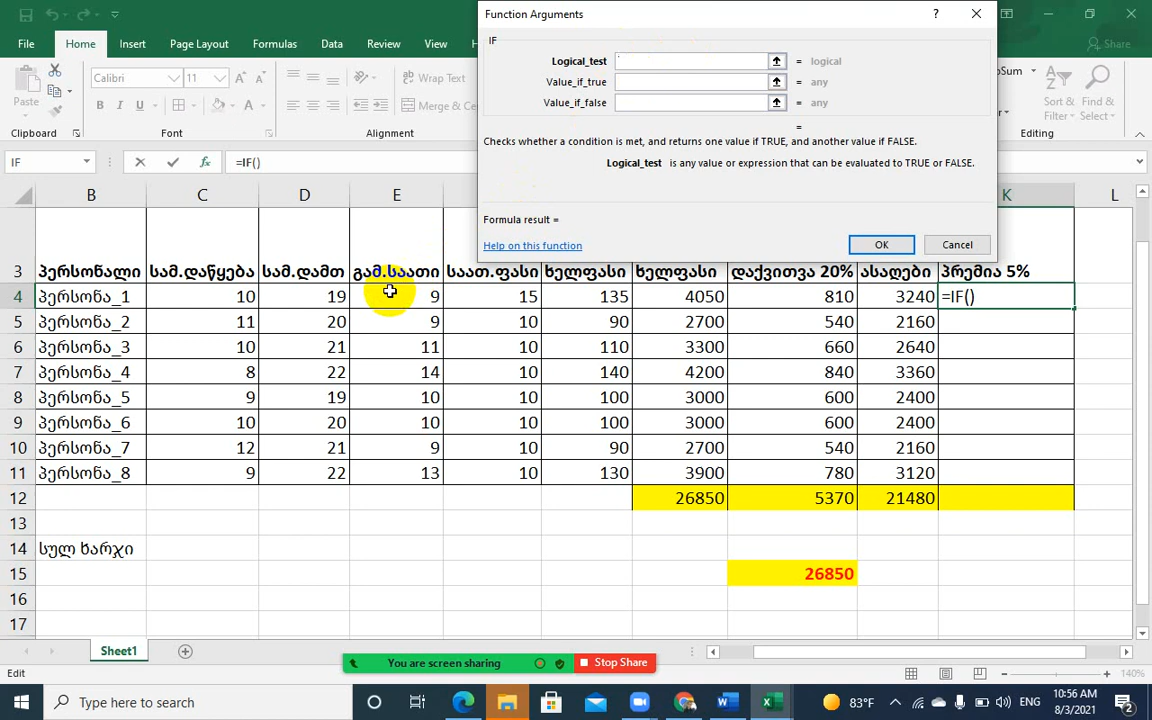 Function Arguments ? ×
File Home Insert Page Layout Formulas Data Review View H Share
IF
Logical_test = logical
Value_if_true = any
Value_if_false = any
=
Checks whether a condition is met, and returns one value if TRUE, and another value if FALSE.
Logical_test is any value or expression that can be evaluated to TRUE or FALSE.
Formula result =
Help on this function OK Cancel
Paste Calibri 11 A A Wrap Text Sum
B I U A Merge & Ce Sort & Find &
Filter Select
Clipboard Font Alignment Editing
IF =IF()
B C D E K L
3 პერსონალი სამ.დაწყება სამ.დამთ გამ.საათი საათ.ფასი ხელფასი ხელფასი დაქვითვა 20% ასაღები პრემია 5%
4 პერსონა_1 10 19 9 15 135 4050 810 3240 =IF()
5 პერსონა_2 11 20 9 10 90 2700 540 2160
6 პერსონა_3 10 21 11 10 110 3300 660 2640
7 პერსონა_4 8 22 14 10 140 4200 840 3360
8 პერსონა_5 9 19 10 10 100 3000 600 2400
9 პერსონა_6 10 20 10 10 100 3000 600 2400
10 პერსონა_7 12 21 9 10 90 2700 540 2160
11 პერსონა_8 9 22 13 10 130 3900 780 3120
12 26850 5370 21480
13
14 სულ ხარჯი
15 26850
16
17
Sheet1
You are screen sharing Stop Share
Edit 140%
Type here to search 83°F ENG 10:56 AM
8/3/2021 2